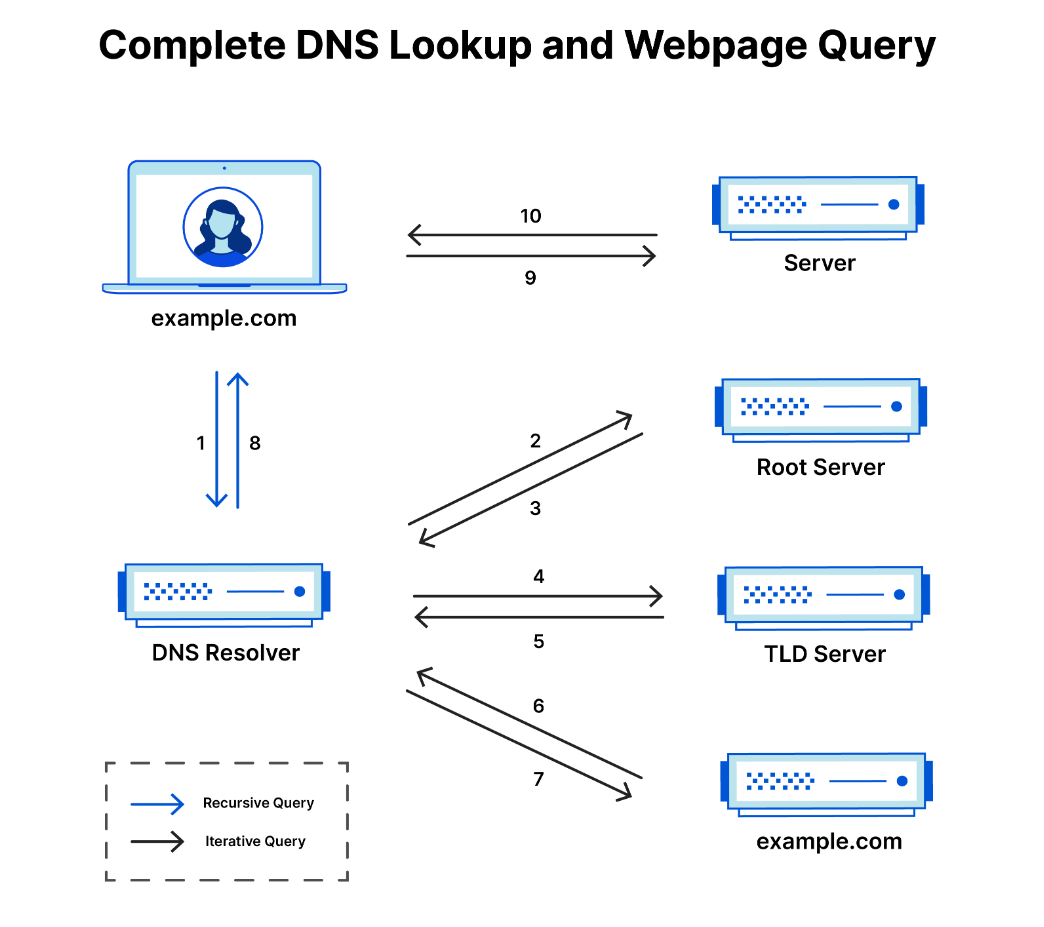 Complete DNS Lookup and Webpage Query
10
9
Server
example.com
1
8
2
3
Root Server
4
5
DNS Resolver
TLD Server
6
7
example.com
Recursive Query
Iterative Query